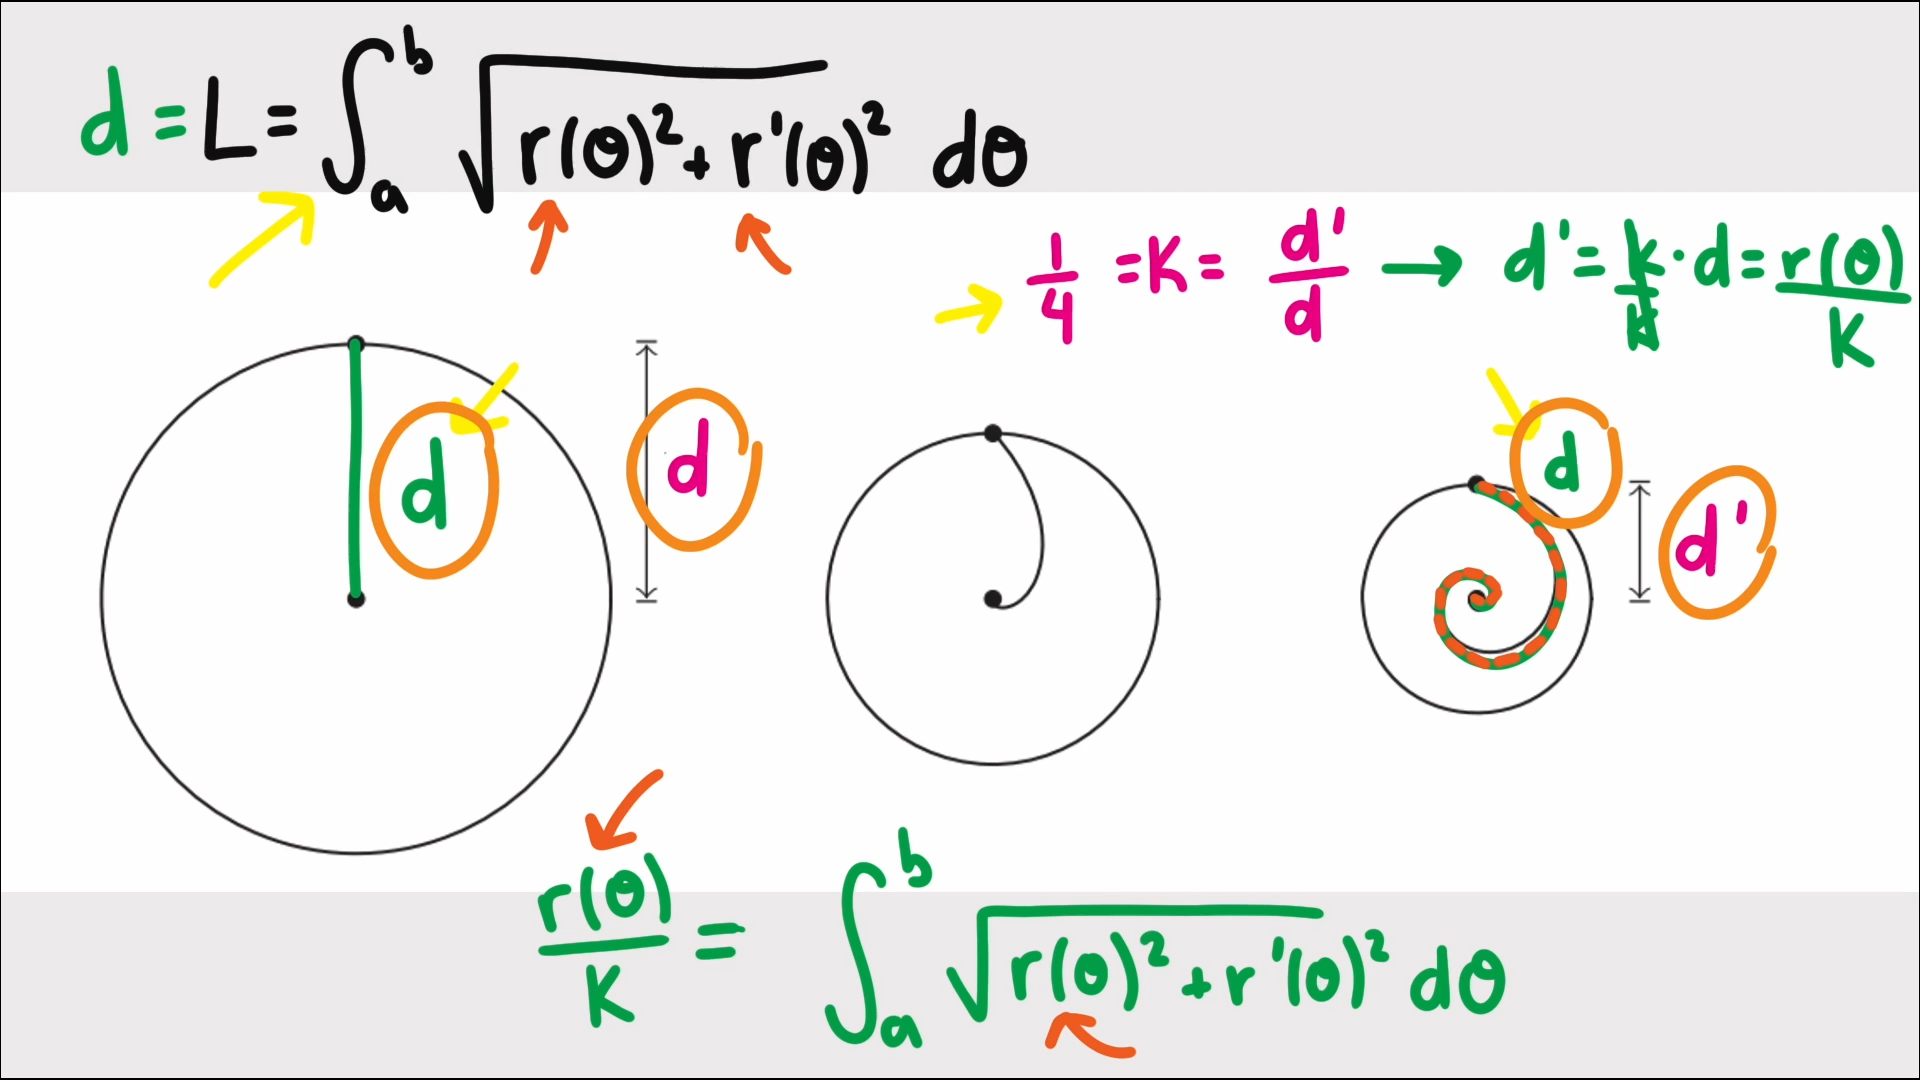 d = L = ∫ₐᵇ √(r(θ)² + r'(θ)²) dθ
1/4 = K = d'/d → d' = k · d = r(θ)/K
d
d
d
d'
r(θ)/K = ∫ₐᵇ √(r(θ)² + r'(θ)²) dθ